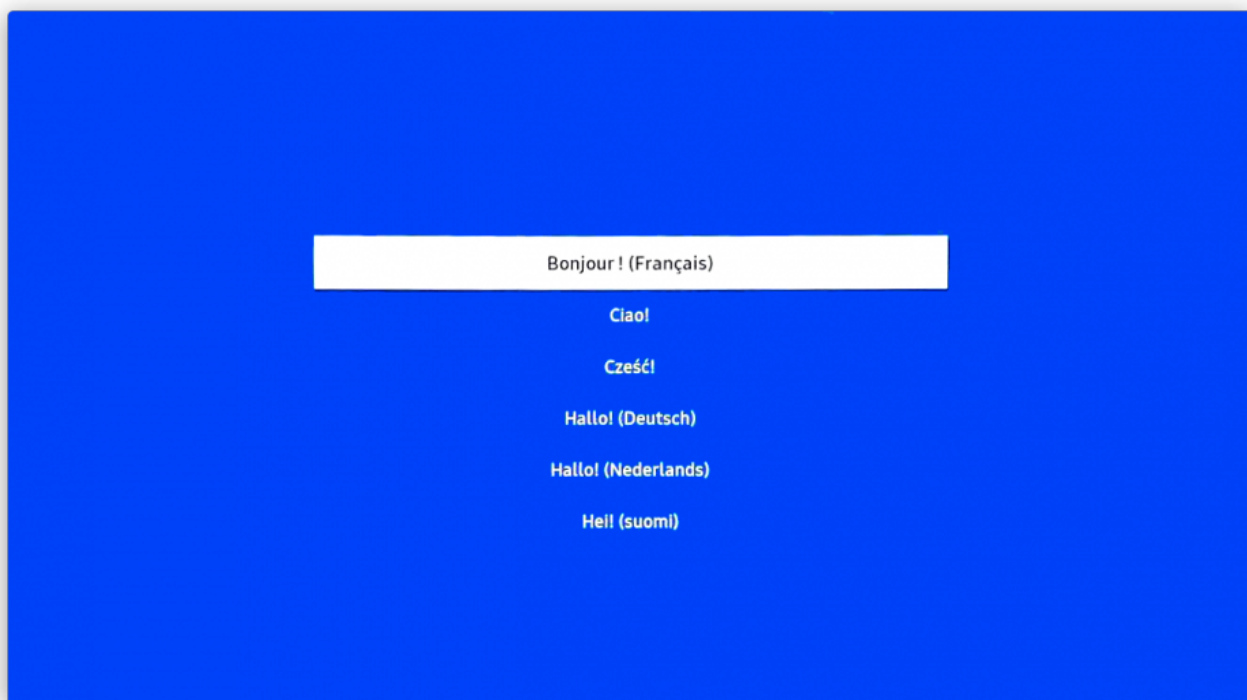 Bonjour ! (Français)
Ciao!
Cześć!
Hallo! (Deutsch)
Hallo! (Nederlands)
Hei! (suomi)